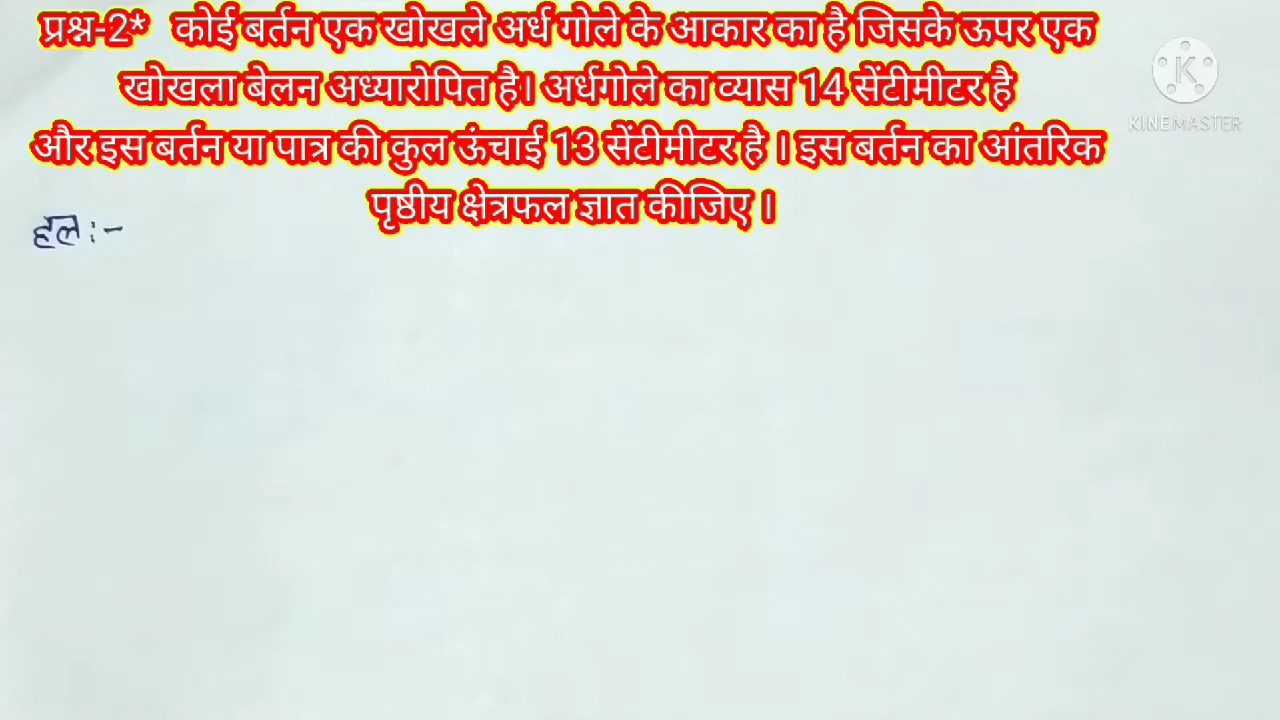 प्रश्न-2* कोई बर्तन एक खोखले अर्ध गोले के आकार का है जिसके ऊपर एक
खोखला बेलन अध्यारोपित है। अर्धगोले का व्यास 14 सेंटीमीटर है
और इस बर्तन या पात्र की कुल ऊंचाई 13 सेंटीमीटर है । इस बर्तन का आंतरिक
पृष्ठीय क्षेत्रफल ज्ञात कीजिए ।
K
KINEMASTER
हल:-